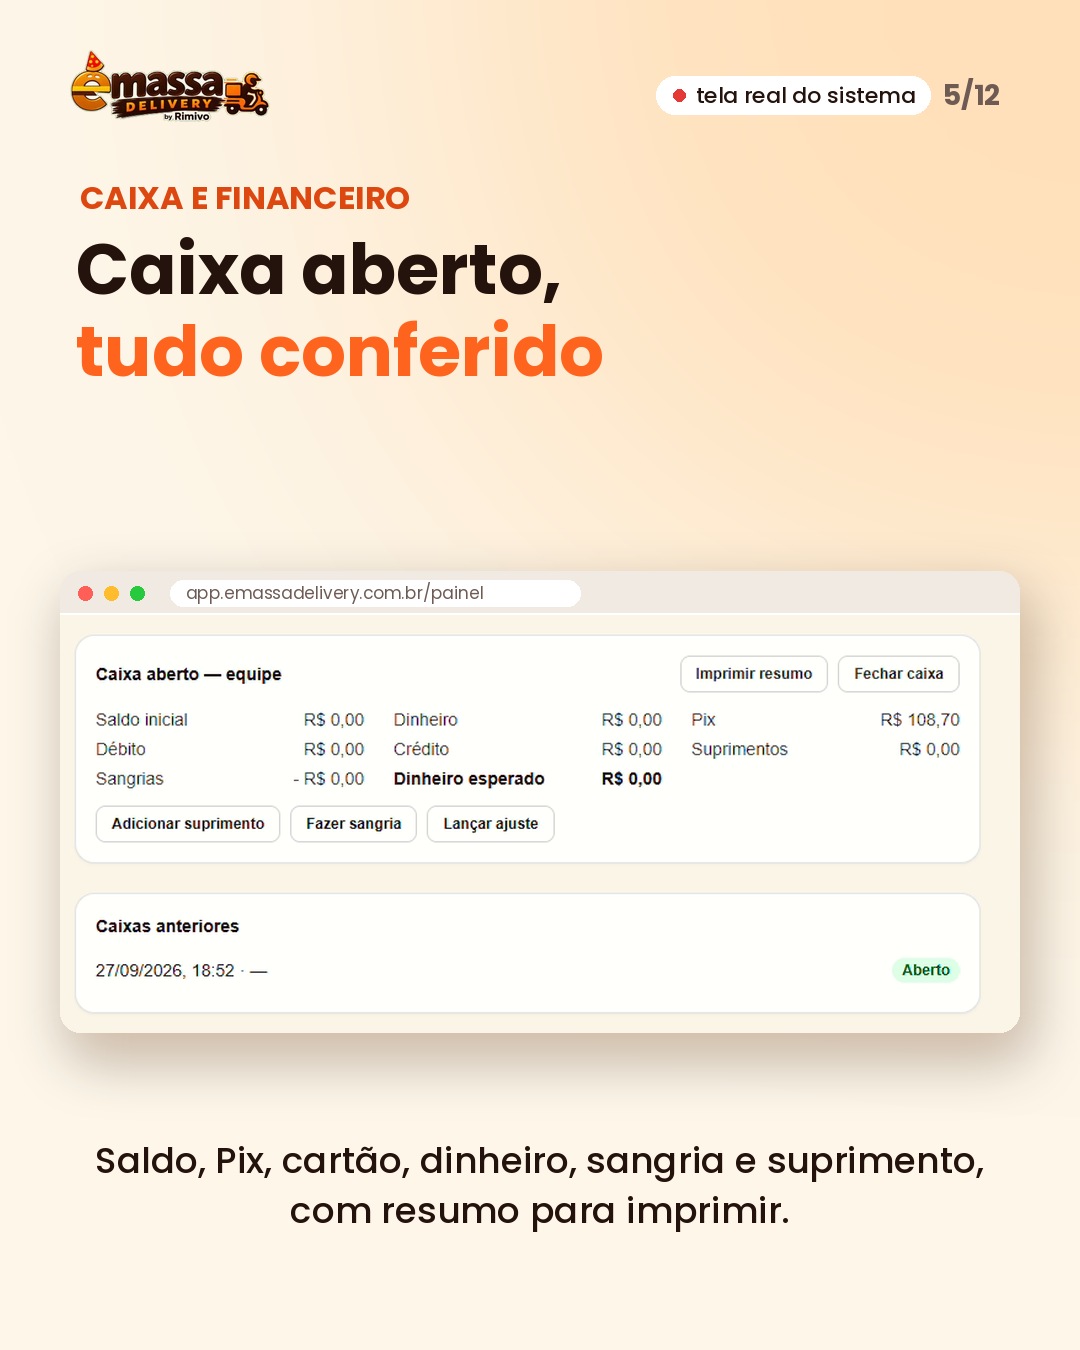 êmassa
DELIVERY
by Rimivo
tela real do sistema 5/12
CAIXA E FINANCEIRO
Caixa aberto,
tudo conferido
app.emassadelivery.com.br/painel
Caixa aberto — equipe Imprimir resumo Fechar caixa
Saldo inicial R$ 0,00 Dinheiro R$ 0,00 Pix R$ 108,70
Débito R$ 0,00 Crédito R$ 0,00 Suprimentos R$ 0,00
Sangrias - R$ 0,00 Dinheiro esperado R$ 0,00
Adicionar suprimento Fazer sangria Lançar ajuste
Caixas anteriores
27/09/2026, 18:52 · — Aberto
Saldo, Pix, cartão, dinheiro, sangria e suprimento,
com resumo para imprimir.